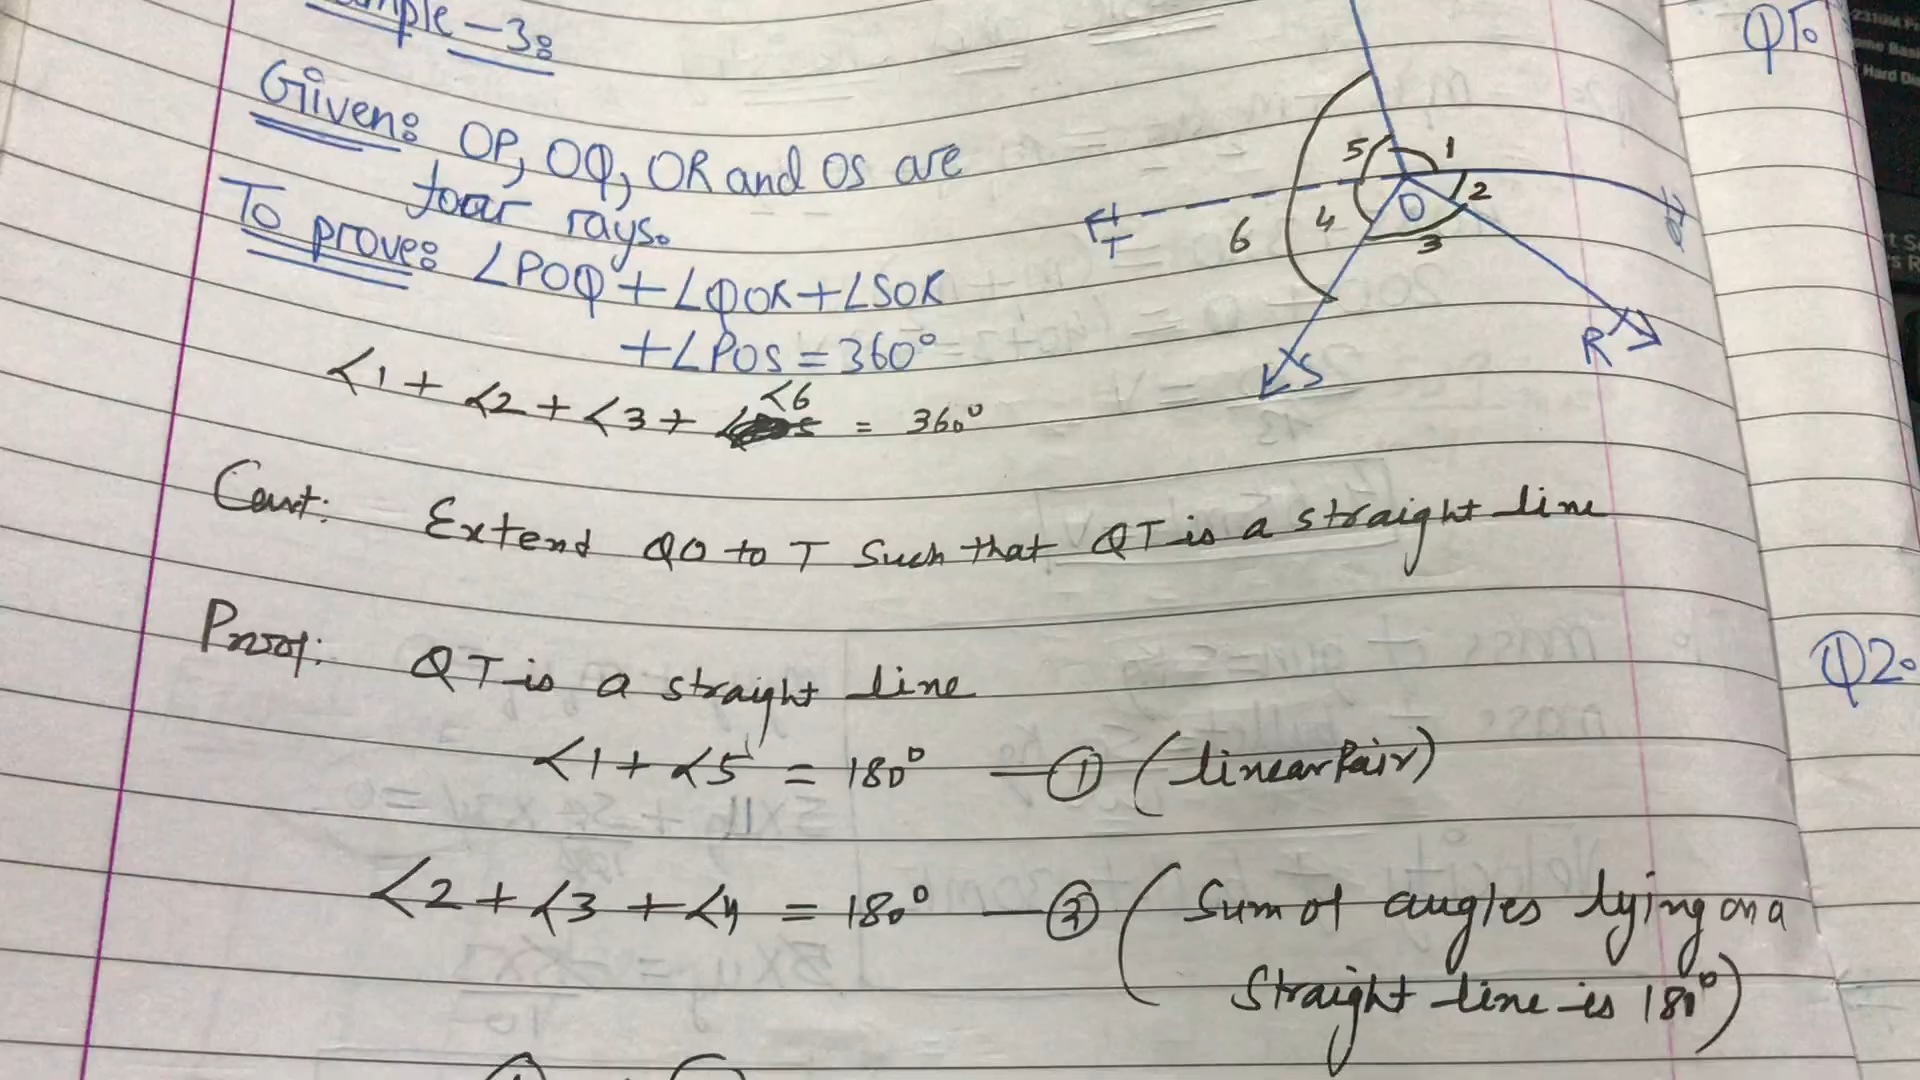 mple-3:
Given: OP, OQ, OR and OS are
four rays.
To prove: ∠POQ + ∠QOR + ∠SOR
+ ∠POS = 360°
∠1 + ∠2 + ∠3 + ∠6 = 360°
Const: Extend QO to T Such that QT is a straight line
Proof: QT is a straight line
∠1 + ∠5 = 180° — ① (linear Pair)
∠2 + ∠3 + ∠4 = 180° — ② (Sum of angles lying on a
Straight line is 180°)
5 1
2
O
4
3
6
T
Q
R
S
Q1.
Q2.